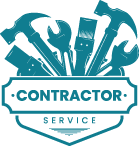 · CONTRACTOR ·
SERVICE